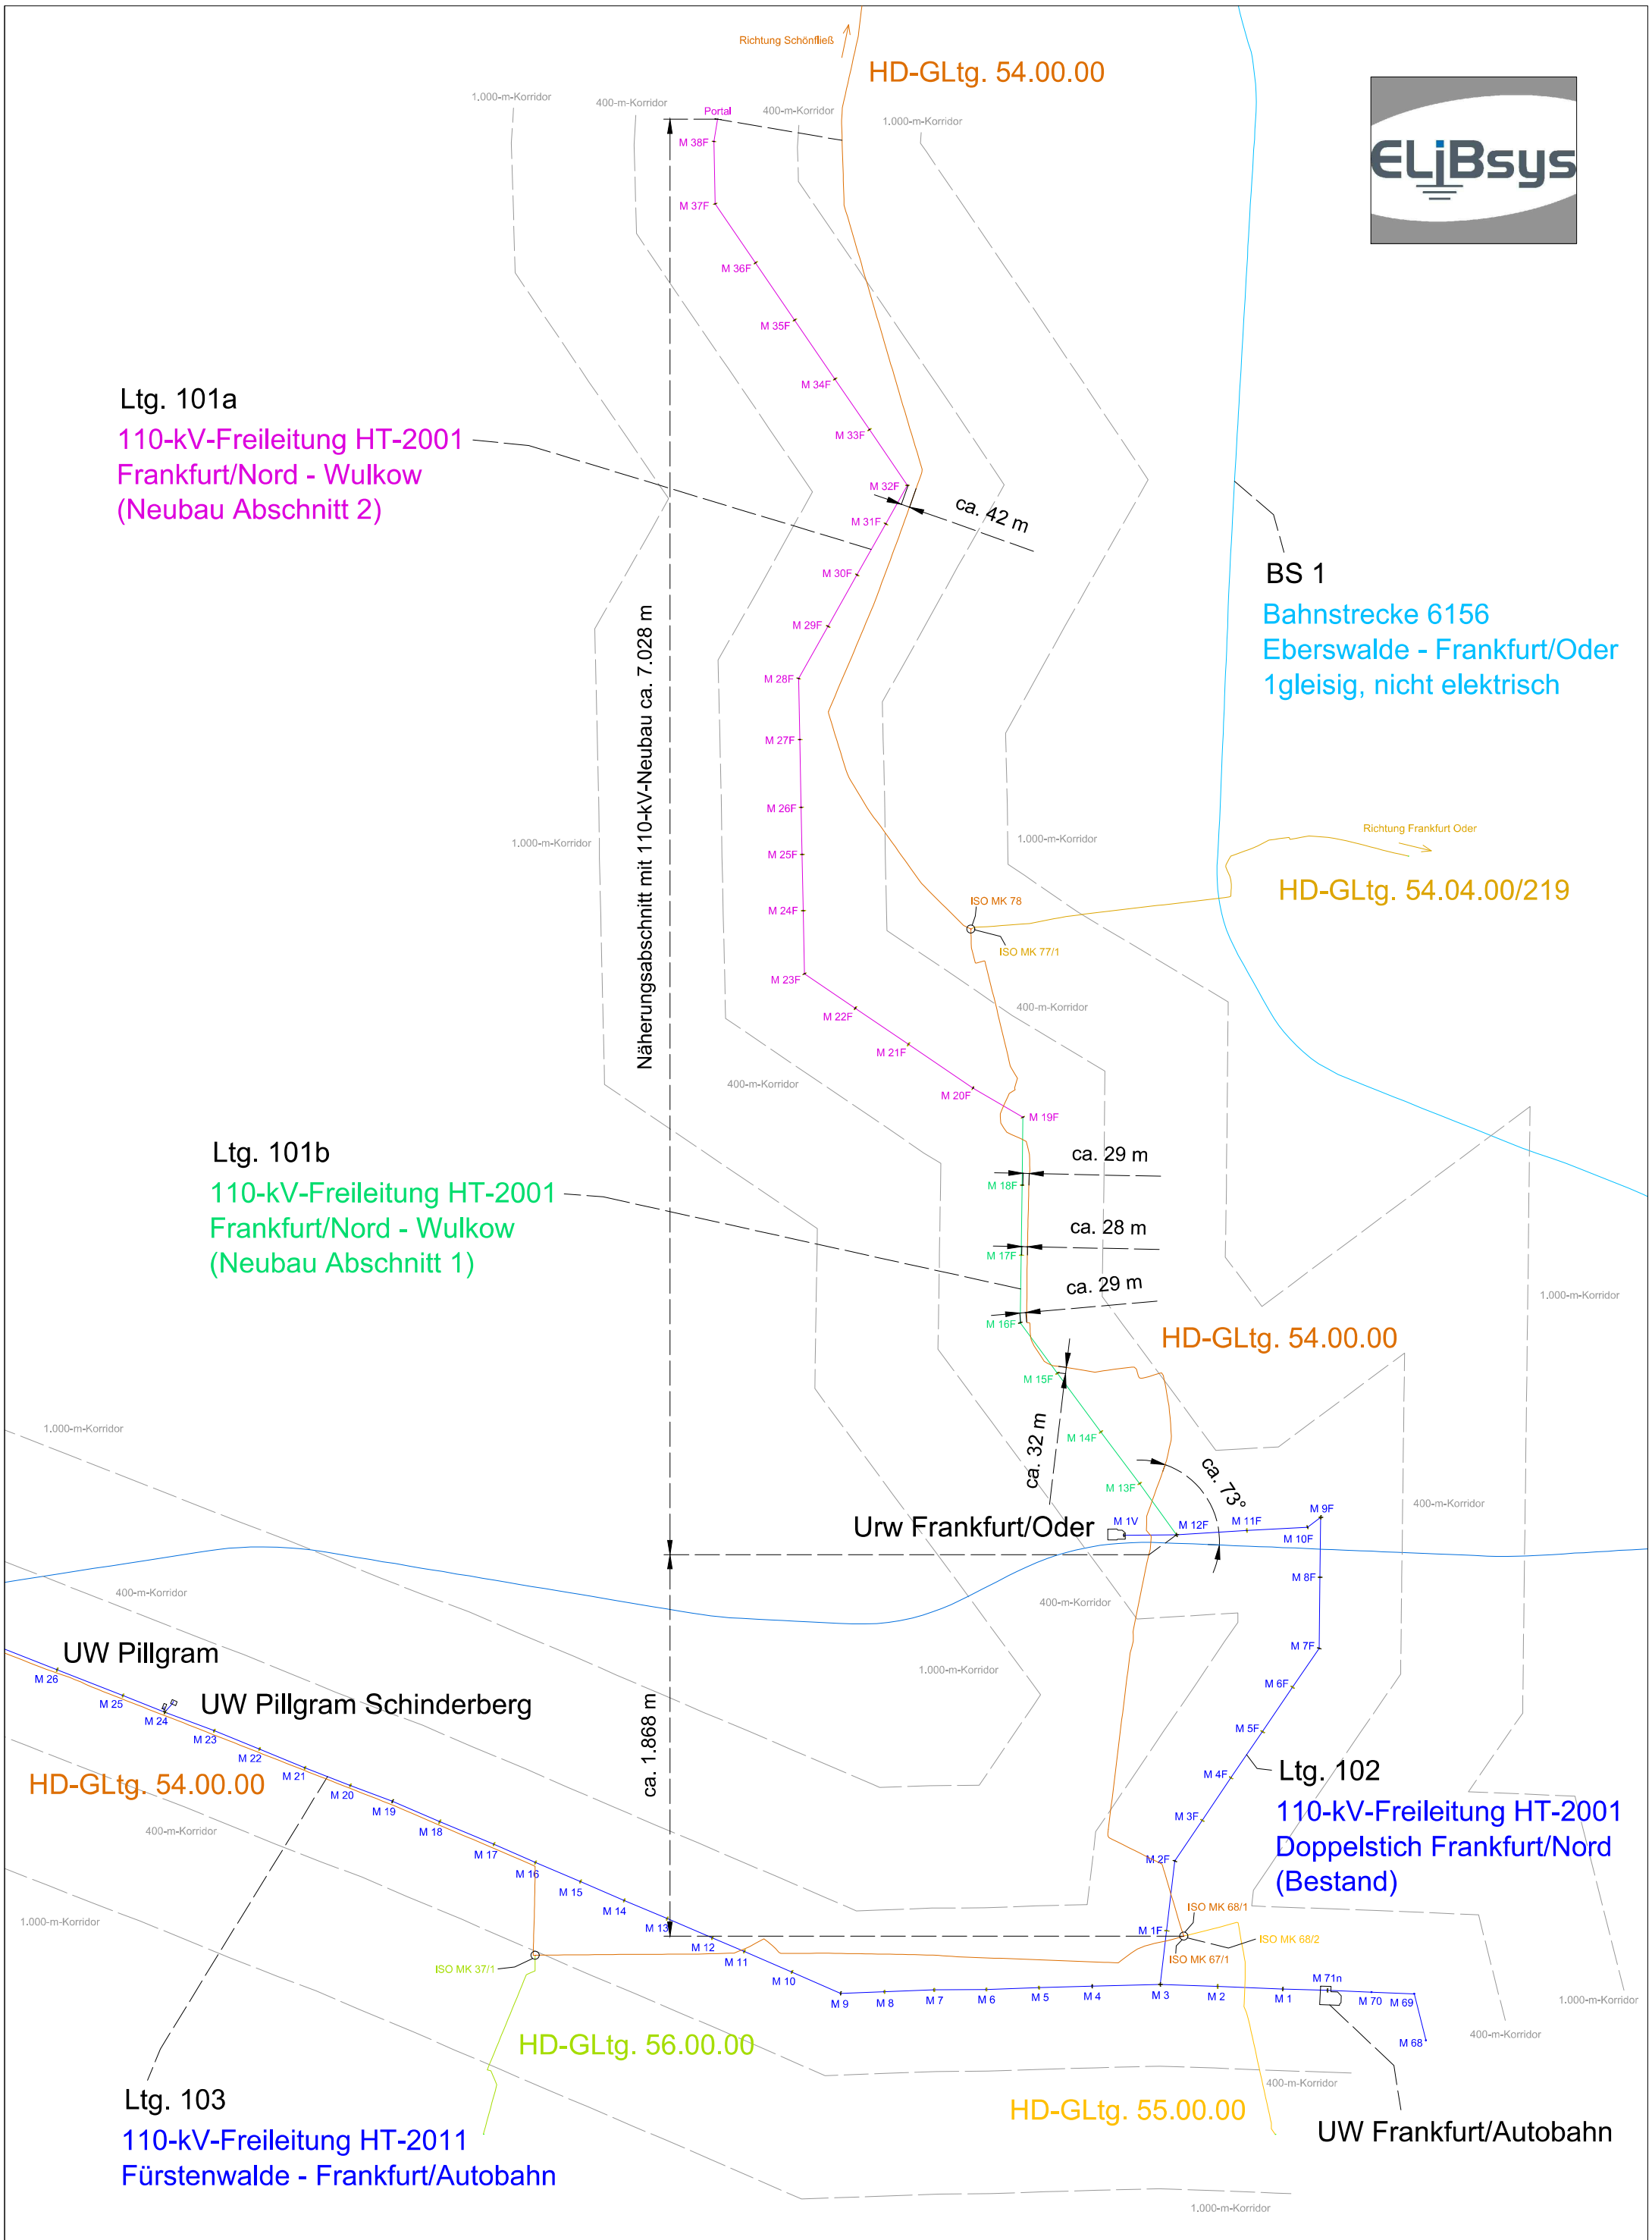 Richtung Schönfließ
HD-GLtg. 54.00.00
1.000-m-Korridor
400-m-Korridor
Portal
400-m-Korridor
1.000-m-Korridor
ELiBsys
M 38F
M 37F
M 36F
M 35F
M 34F
M 33F
M 32F
M 31F
M 30F
M 29F
M 28F
M 27F
M 26F
M 25F
M 24F
M 23F
M 22F
M 21F
M 20F
M 19F
Ltg. 101a
110-kV-Freileitung HT-2001
Frankfurt/Nord - Wulkow
(Neubau Abschnitt 2)
ca. 42 m
BS 1
Bahnstrecke 6156
Eberswalde - Frankfurt/Oder
1gleisig, nicht elektrisch
Näherungsabschnitt mit 110-kV-Neubau ca. 7.028 m
1.000-m-Korridor
1.000-m-Korridor
Richtung Frankfurt Oder
HD-GLtg. 54.04.00/219
ISO MK 78
ISO MK 77/1
400-m-Korridor
400-m-Korridor
Ltg. 101b
110-kV-Freileitung HT-2001
Frankfurt/Nord - Wulkow
(Neubau Abschnitt 1)
ca. 29 m
M 18F
ca. 28 m
M 17F
ca. 29 m
M 16F
1.000-m-Korridor
HD-GLtg. 54.00.00
M 15F
ca. 32 m
M 14F
M 13F
ca. 73°
1.000-m-Korridor
400-m-Korridor
Urw Frankfurt/Oder
M 1V
M 12F
M 11F
M 10F
M 9F
M 8F
M 7F
M 6F
M 5F
M 4F
M 3F
M 2F
M 1F
400-m-Korridor
400-m-Korridor
1.000-m-Korridor
UW Pillgram
UW Pillgram Schinderberg
ca. 1.868 m
M 26
M 25
M 24
M 23
M 22
M 21
M 20
M 19
M 18
M 17
M 16
M 15
M 14
M 13
M 12
M 11
M 10
M 9
M 8
M 7
M 6
M 5
M 4
M 3
M 2
M 1
M 71n
M 70
M 69
M 68
HD-GLtg. 54.00.00
400-m-Korridor
1.000-m-Korridor
Ltg. 102
110-kV-Freileitung HT-2001
Doppelstich Frankfurt/Nord
(Bestand)
ISO MK 68/1
ISO MK 68/2
ISO MK 67/1
ISO MK 37/1
1.000-m-Korridor
400-m-Korridor
HD-GLtg. 56.00.00
400-m-Korridor
HD-GLtg. 55.00.00
UW Frankfurt/Autobahn
Ltg. 103
110-kV-Freileitung HT-2011
Fürstenwalde - Frankfurt/Autobahn
1.000-m-Korridor